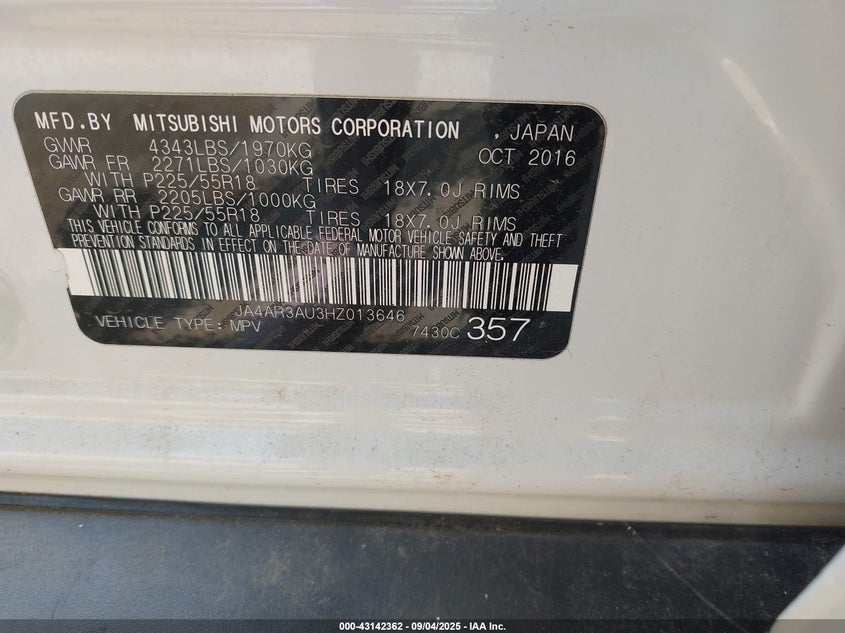 MFD.BY MITSUBISHI MOTORS CORPORATION , JAPAN
GVWR 4343LBS/1970KG OCT 2016
GAWR FR 2271LBS/1030KG
WITH P225/55R18 TIRES 18X7.0J RIMS
GAWR RR 2205LBS/1000KG
WITH P225/55R18 TIRES 18X7.0J RIMS
THIS VEHICLE CONFORMS TO ALL APPLICABLE FEDERAL MOTOR VEHICLE SAFETY AND THEFT
PREVENTION STANDARDS IN EFFECT ON THE DATE OF MANUFACTURE SHOWN ABOVE.
JA4AR3AU3HZ013646
VEHICLE TYPE: MPV 7430C 357
000-43142362 - 09/04/2025 - IAA Inc.